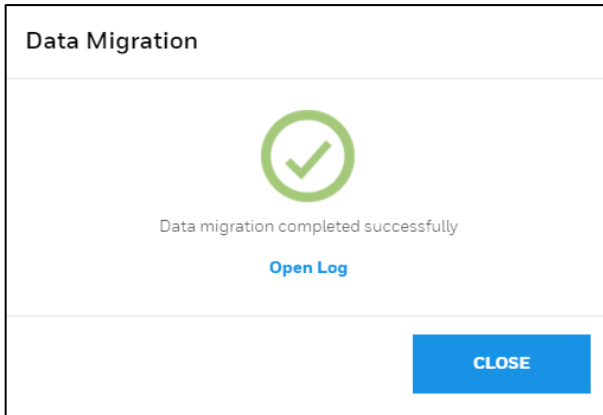 Data Migration
Data migration completed successfully
Open Log
CLOSE